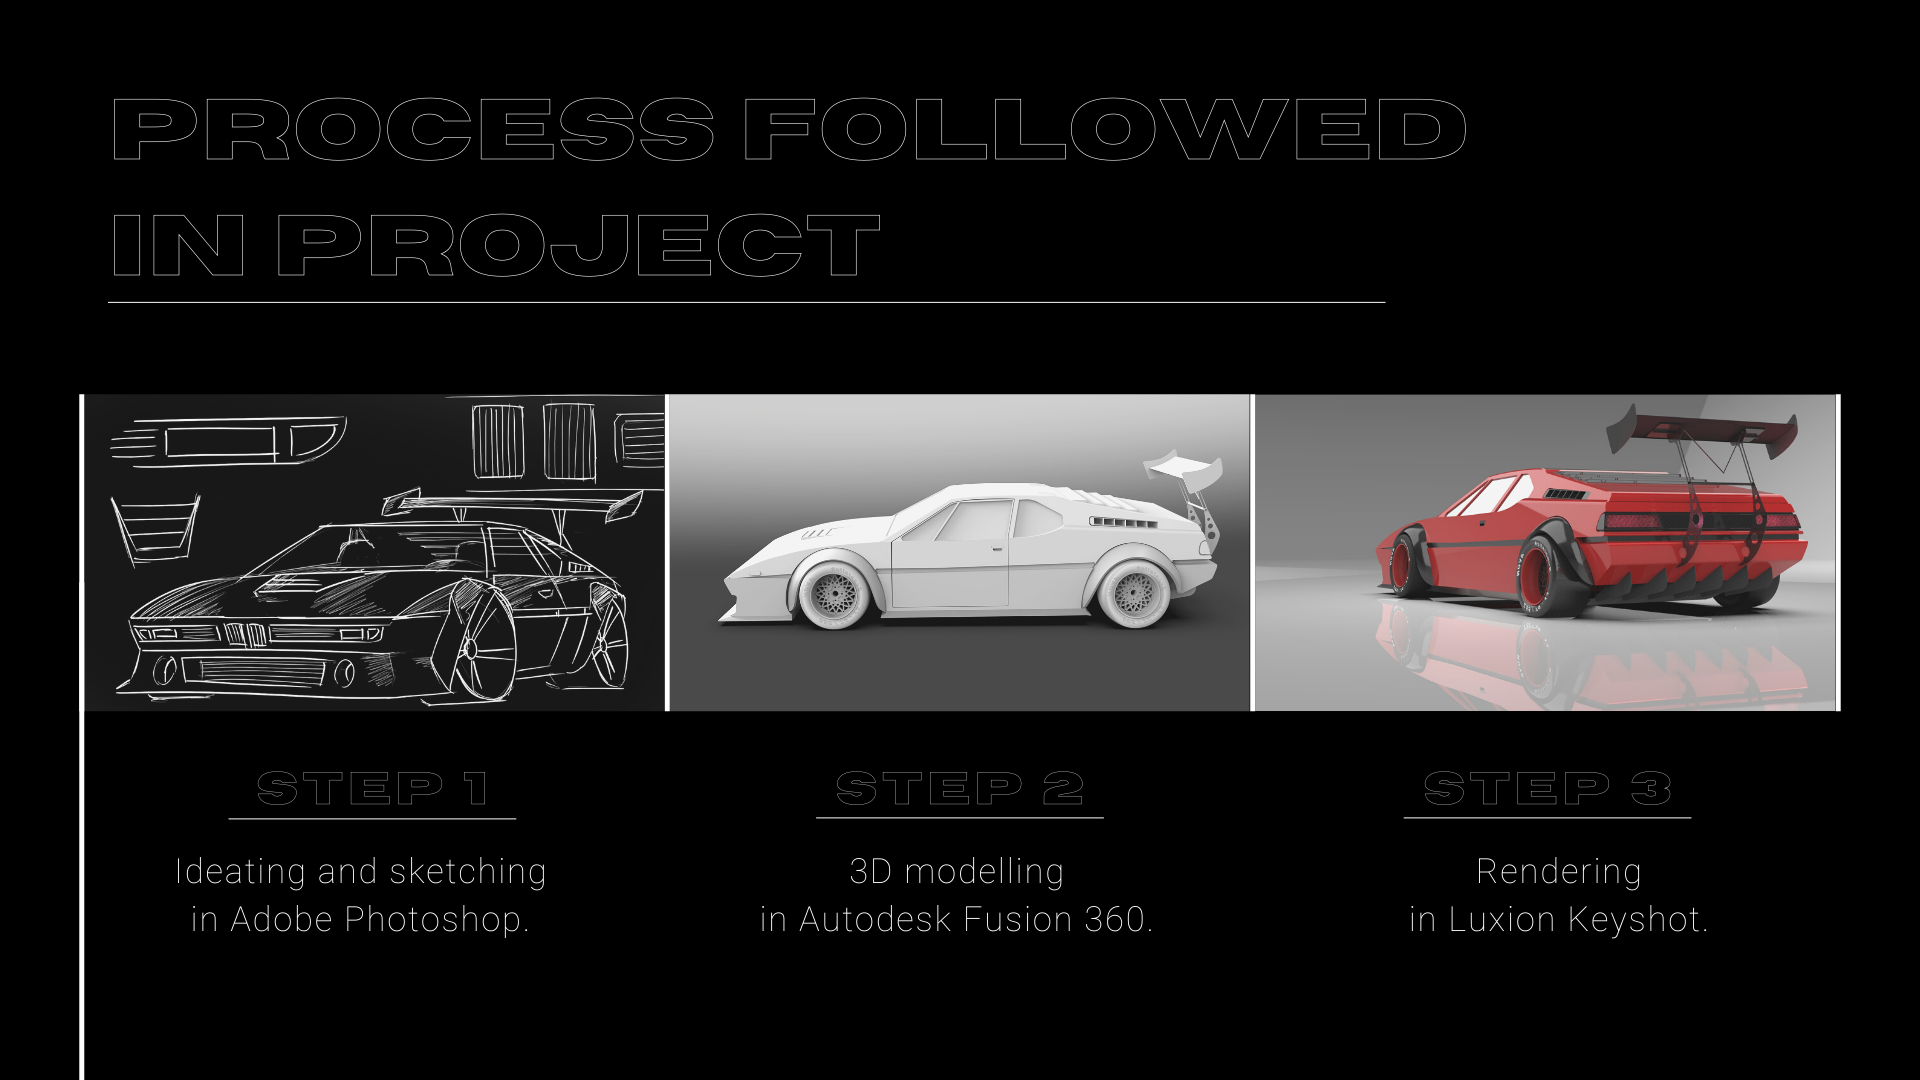 PROCESS FOLLOWED
IN PROJECT
STEP 1
Ideating and sketching
in Adobe Photoshop.
STEP 2
3D modelling
in Autodesk Fusion 360.
STEP 3
Rendering
in Luxion Keyshot.